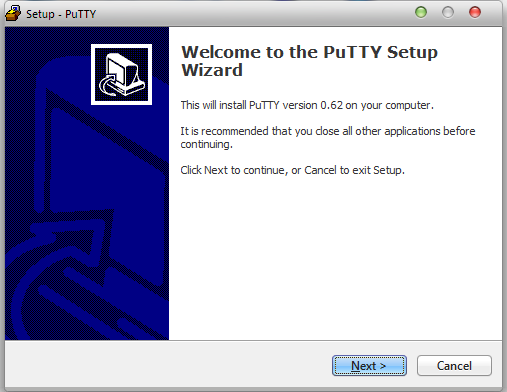 Setup - PuTTY
Welcome to the PuTTY Setup
Wizard
This will install PuTTY version 0.62 on your computer.
It is recommended that you close all other applications before
continuing.
Click Next to continue, or Cancel to exit Setup.
Next >
Cancel